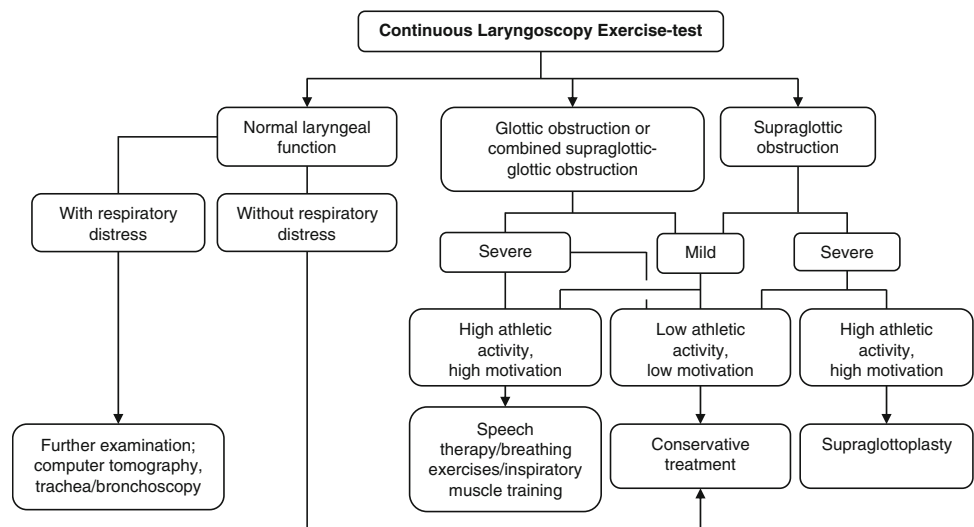 Continuous Laryngoscopy Exercise-test
Normal laryngeal
function
Glottic obstruction or
combined supraglottic-
glottic obstruction
Supraglottic
obstruction
With respiratory
distress
Without respiratory
distress
Severe
Mild
Severe
High athletic
activity,
high motivation
Low athletic
activity,
low motivation
High athletic
activity,
high motivation
Further examination;
computer tomography,
trachea/bronchoscopy
Speech
therapy/breathing
exercises/inspiratory
muscle training
Conservative
treatment
Supraglottoplasty